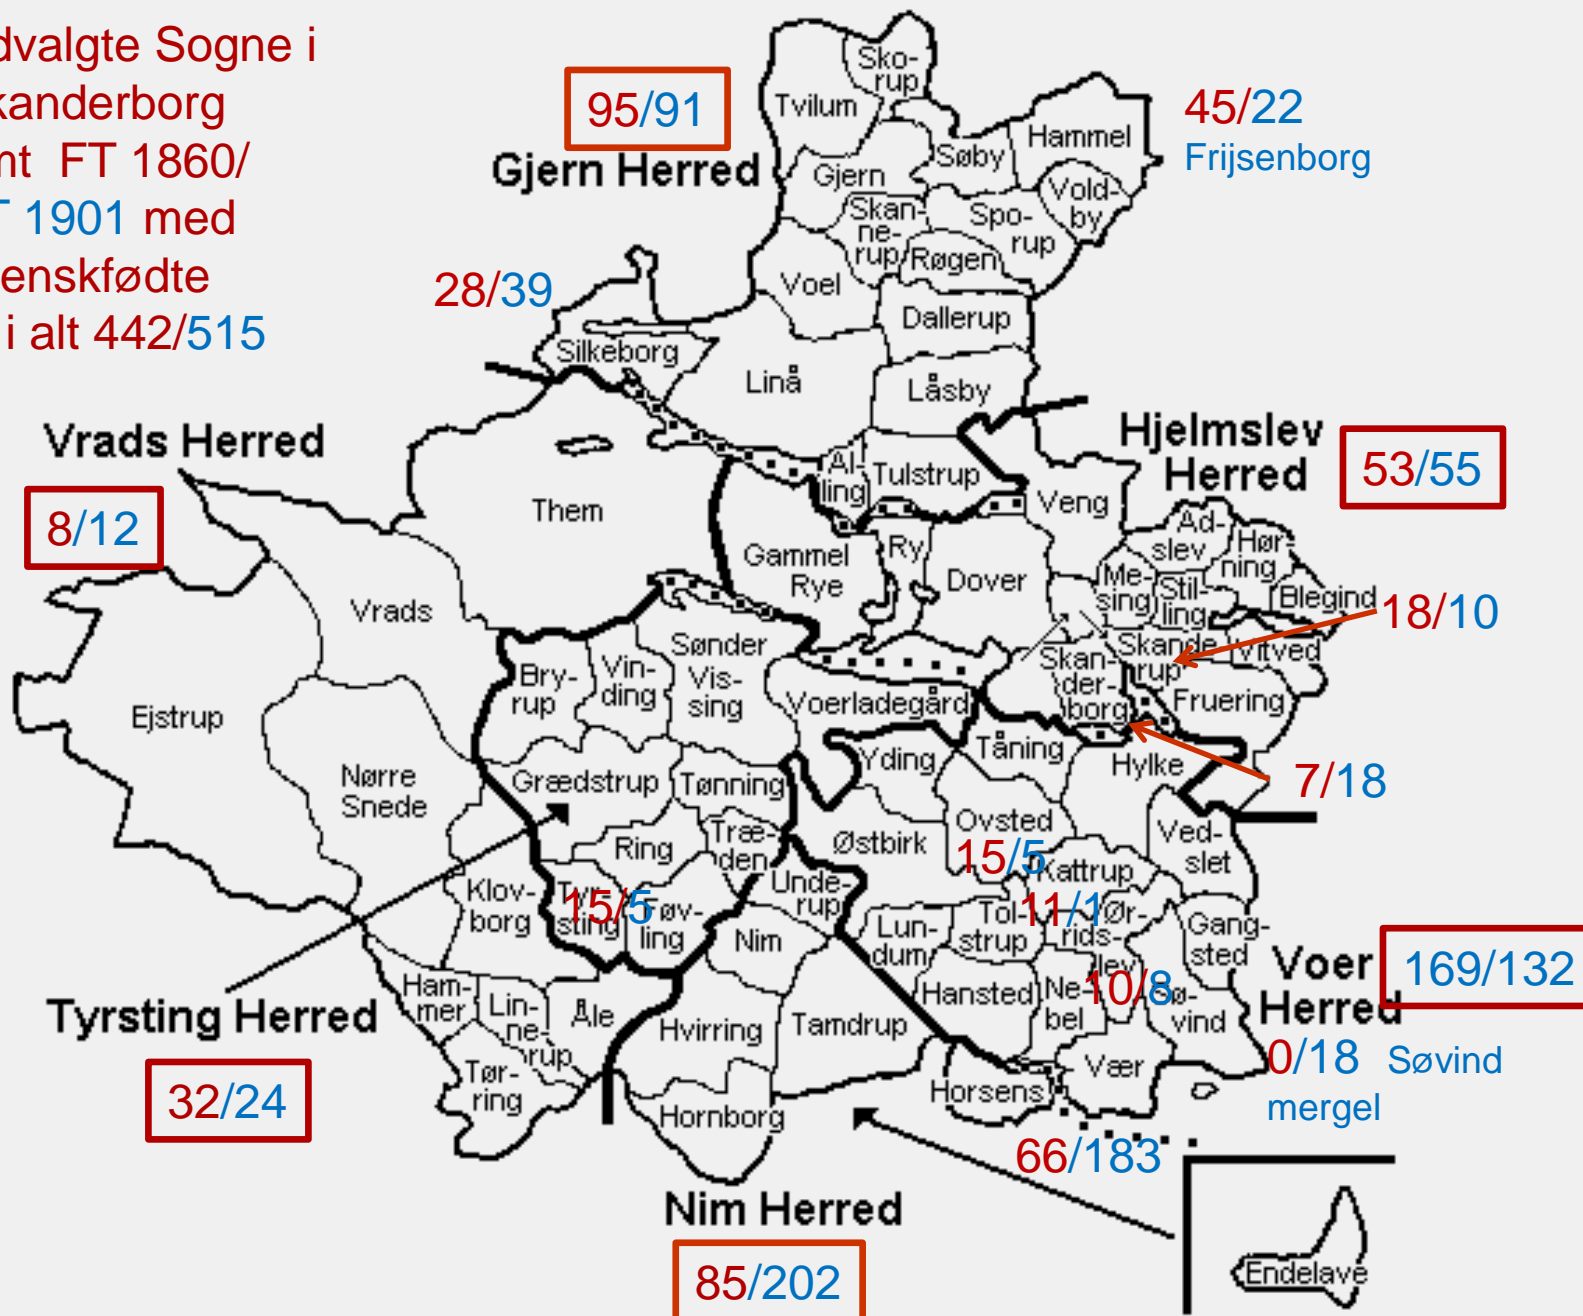 dvalgte Sogne i
kanderborg
mt FT 1860/
T 1901 med
enskfødte
i alt 442/515
95/91
Gjern Herred
45/22
Frijsenborg
28/39
Sko-
rup
Tvilum
Hammel
Søby
Gjern
Vold-
by
Skan-
ne-
rup
Spo-
rup
Røgen
Voel
Dallerup
Silkeborg
Linå
Låsby
Vrads Herred
8/12
Hjelmslev
Herred
53/55
Al-
ling
Tulstrup
Veng
Them
Ad-
slev
Hør-
ning
Gammel
Rye
Ry
Dover
Me-
sing
Stil-
ling
Blegind
18/10
Vrads
Sønder
Vis-
sing
Bry-
rup
Vin-
ding
Skan-
der-
borg
Skande
rup
Vitved
Fruering
Voerladegård
Ejstrup
Yding
Tåning
Hylke
7/18
Nørre
Snede
Grædstrup
Tønning
Ovsted
15/5
Østbirk
Ved-
slet
Ring
Træ-
den
Kattrup
Klov-
borg
Tyr-
sting
15/5
Føv-
ling
Unde-
rup
Nim
Lun-
dum
Tol-
strup
11/1
Ør-
rids-
lev
Gang-
sted
Voer
Herred
169/132
Ham-
mer
Lin-
ne-
rup
Åle
Hvirring
Tamdrup
Hansted
Ne-
bel
10/8
Sø-
vind
Tyrsting Herred
32/24
Tør-
ring
Hornborg
Horsens
Vær
0/18 Søvind
mergel
66/183
Nim Herred
85/202
Endelave